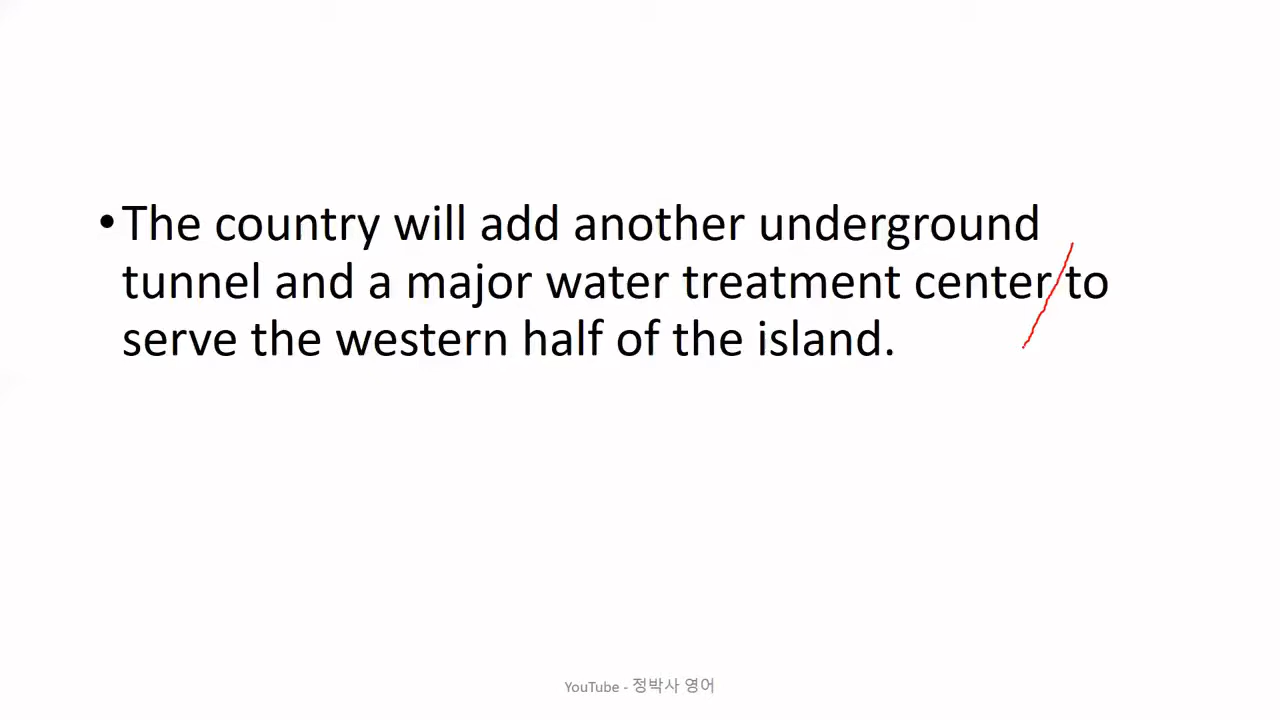 •The country will add another underground
tunnel and a major water treatment center to
serve the western half of the island.
YouTube - 정박사 영어